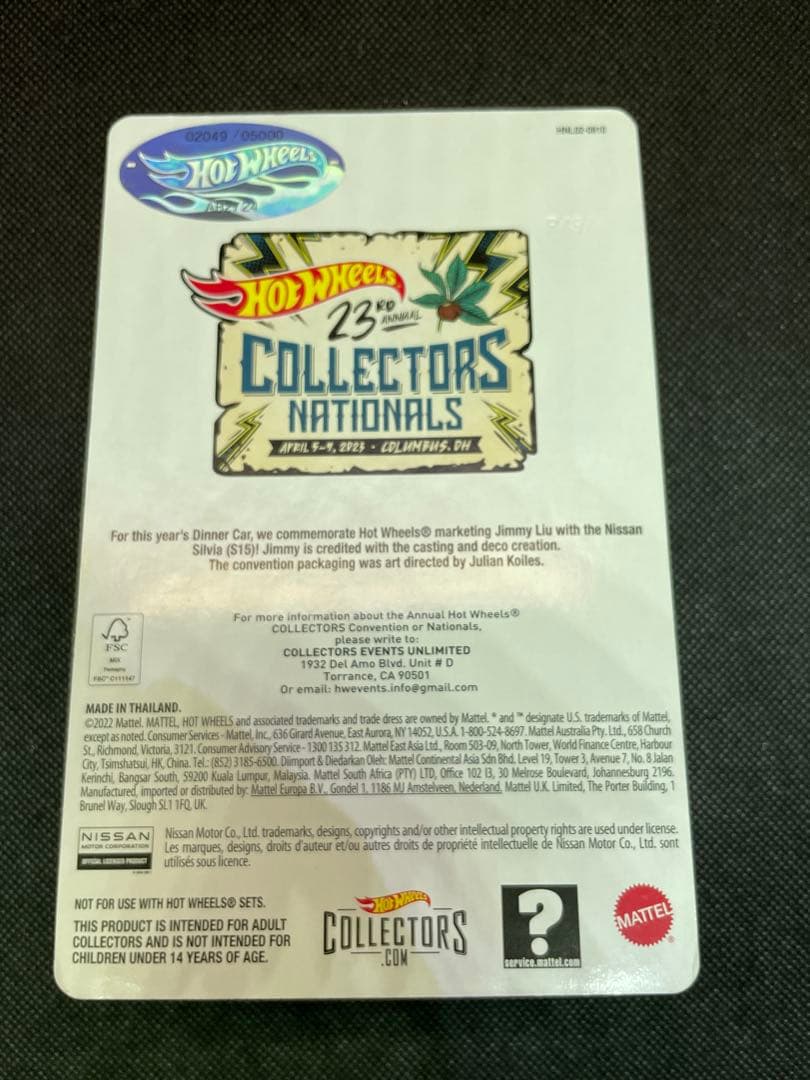 02049 /05000
HOT WHEELS
HOT WHEELS
23RD
ANNUAL
COLLECTORS
NATIONALS
APRIL 5-9, 2023 - COLUMBUS, OH
For this year's Dinner Car, we commemorate Hot Wheels® marketing Jimmy Liu with the Nissan
Silvia (S15)! Jimmy is credited with the casting and deco creation.
The convention packaging was art directed by Julian Koiles.
For more information about the Annual Hot Wheels®
COLLECTORS Convention or Nationals,
please write to:
COLLECTORS EVENTS UNLIMITED
1932 Del Amo Blvd. Unit # D
Torrance, CA 90501
Or email: hwevents.info@gmail.com
FSC
MIX
Packaging
FSC® C111147
MADE IN THAILAND.
©2022 Mattel. MATTEL, HOT WHEELS and associated trademarks and trade dress are owned by Mattel. ® and ™ designate U.S. trademarks of Mattel,
except as noted. Consumer Services - Mattel, Inc., 636 Girard Avenue, East Aurora, NY 14052, U.S.A. 1-800-524-8697. Mattel Australia Pty. Ltd., 658 Church
St., Richmond, Victoria, 3121. Consumer Advisory Service - 1300 135 312. Mattel East Asia Ltd., Room 503-09, North Tower, World Finance Centre, Harbour
City, Tsimshatsui, HK, China. Tel.: (852) 3185-6500. Diimport & Diedarkan Oleh: Mattel Continental Asia Sdn Bhd. Level 19, Tower 3, Avenue 7, No. 8 Jalan
Kerinchi, Bangsar South, 59200 Kuala Lumpur, Malaysia. Mattel South Africa (PTY) LTD, Office 102 I3, 30 Melrose Boulevard, Johannesburg 2196.
Manufactured, imported or distributed by: Mattel Europa B.V., Gondel 1, 1186 MJ Amstelveen, Nederland. Mattel U.K. Limited, The Porter Building, 1
Brunel Way, Slough SL1 1FQ, UK.
NISSAN
MOTOR CORPORATION
OFFICIAL LICENSED PRODUCT
Nissan Motor Co., Ltd. trademarks, designs, copyrights and/or other intellectual property rights are used under license.
Les marques, designs, droits d'auteur et/ou autres droits de propriété intellectuelle de Nissan Motor Co., Ltd. sont
utilisés sous licence.
NOT FOR USE WITH HOT WHEELS® SETS.
THIS PRODUCT IS INTENDED FOR ADULT
COLLECTORS AND IS NOT INTENDED FOR
CHILDREN UNDER 14 YEARS OF AGE.
HOT WHEELS
COLLECTORS
.COM
?
service.mattel.com
MATTEL®